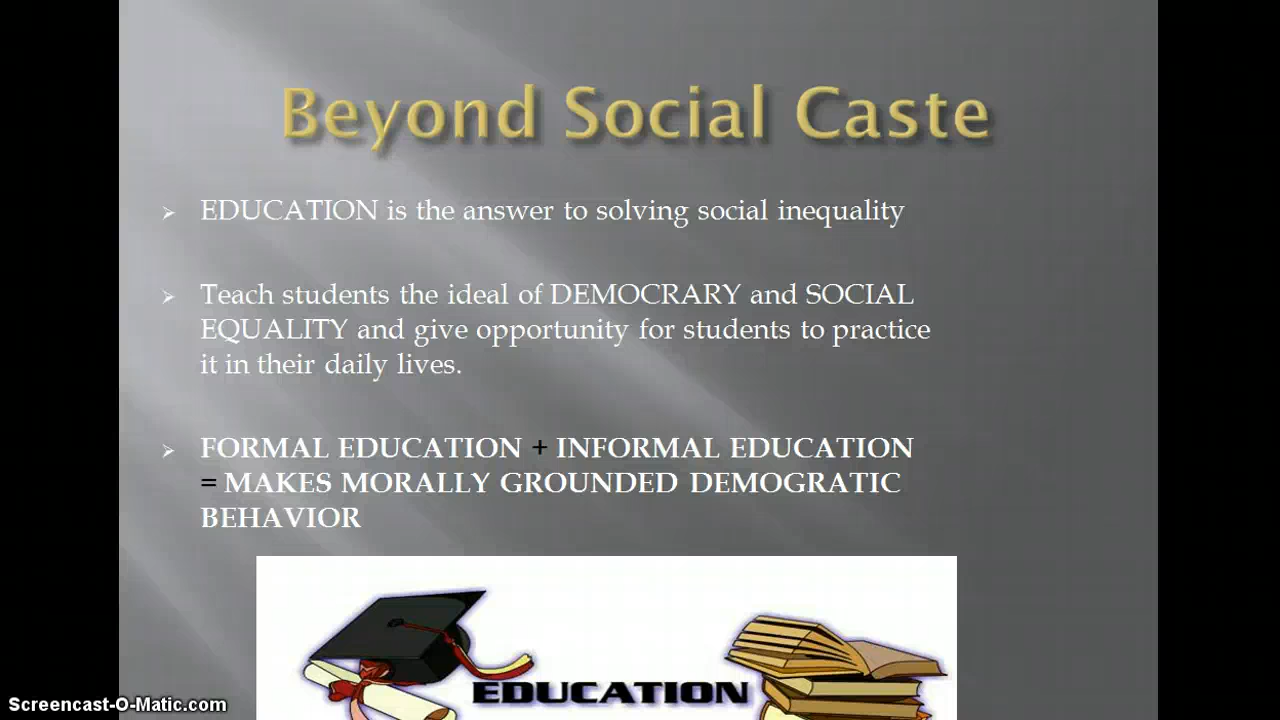 Beyond Social Caste
EDUCATION is the answer to solving social inequality
Teach students the ideal of DEMOCRARY and SOCIAL
EQUALITY and give opportunity for students to practice
it in their daily lives.
FORMAL EDUCATION + INFORMAL EDUCATION
= MAKES MORALLY GROUNDED DEMOGRATIC
BEHAVIOR
EDUCATION
Screencast-O-Matic.com